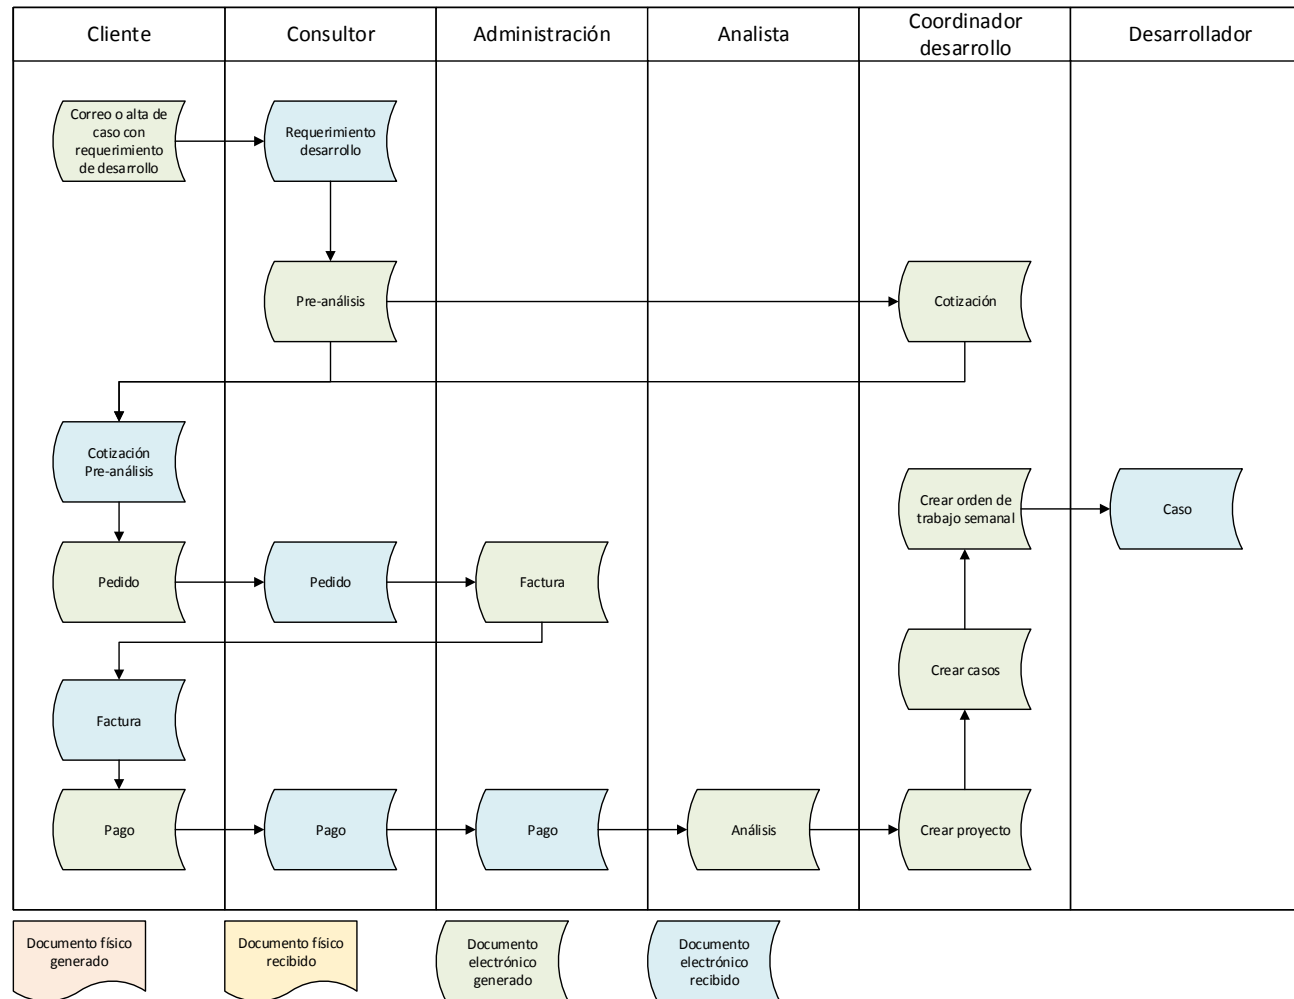 Cliente
Consultor
Administración
Analista
Coordinador
desarrollo
Desarrollador
Correo o alta de
caso con
requerimiento
de desarrollo
Requerimiento
desarrollo
Pre-análisis
Cotización
Cotización
Pre-análisis
Crear orden de
trabajo semanal
Caso
Pedido
Pedido
Factura
Crear casos
Factura
Pago
Pago
Pago
Análisis
Crear proyecto
Documento físico
generado
Documento físico
recibido
Documento
electrónico
generado
Documento
electrónico
recibido